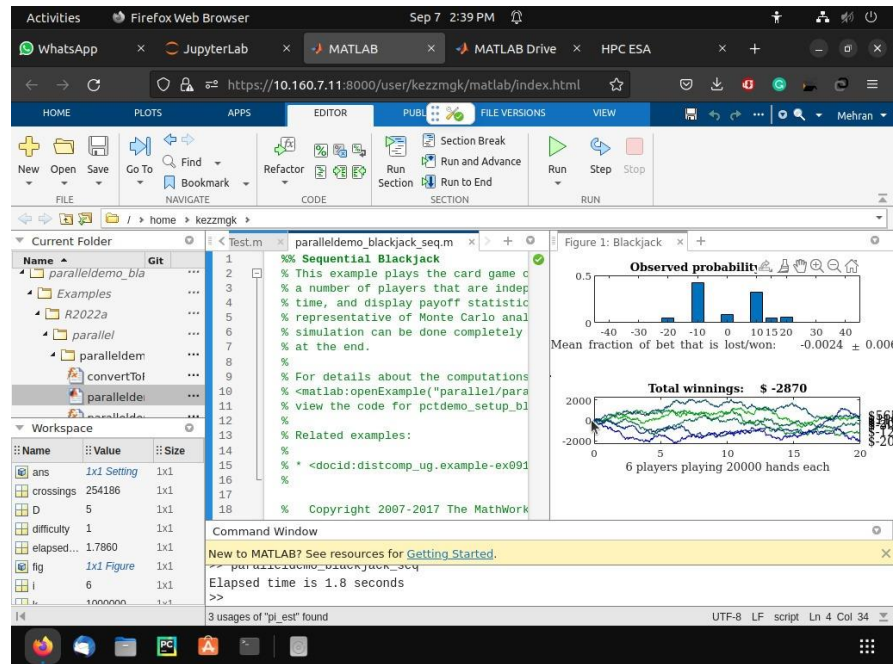 Activities
Firefox Web Browser
Sep 7 2:39 PM
WhatsApp
JupyterLab
MATLAB
MATLAB Drive
HPC ESA
https://10.160.7.11:8000/user/kezzmgk/matlab/index.html
HOME PLOTS APPS EDITOR PUBL FILE VERSIONS VIEW
Mehran
New Open Save
Go To
Find
Bookmark
Refactor
Run
Section
Section Break
Run and Advance
Run to End
Run Step Stop
FILE NAVIGATE CODE SECTION RUN
/ > home > kezzmgk >
Current Folder
Name Git
paralleldemo_bla
Examples
R2022a
parallel
paralleldem
convertTol
parallelde
paralleldem
Workspace
Name Value Size
ans 1x1 Setting 1x1
crossings 254186 1x1
D 5 1x1
difficulty 1 1x1
elapsed... 1.7860 1x1
fig 1x1 Figure 1x1
i 6 1x1
1000000 1x1
Test.m
paralleldemo_blackjack_seq.m
1 %% Sequential Blackjack
2 % This example plays the card game o
3 % a number of players that are indep
4 % time, and display payoff statistic
5 % representative of Monte Carlo anal
6 % simulation can be done completely
7 % at the end.
8 %
9 % For details about the computations
10 % <matlab:openExample("parallel/para
11 % view the code for pctdemo_setup_bl
12 %
13 % Related examples:
14 %
15 % * <docid:distcomp_ug.example-ex091
16 %
17
18 % Copyright 2007-2017 The MathWork
Figure 1: Blackjack
Observed probability
0.5
0
-40 -30 -20 -10 0 10 15 20 30 40
Mean fraction of bet that is lost/won: -0.0024 ± 0.006
Total winnings: $ -2870
2000
0
-2000
0 5 10 15 20
6 players playing 20000 hands each
Command Window
New to MATLAB? See resources for Getting Started.
>> paralleldemo_blackjack_seq
Elapsed time is 1.8 seconds
>>
3 usages of "pi_est" found
UTF-8 LF script Ln 4 Col 34